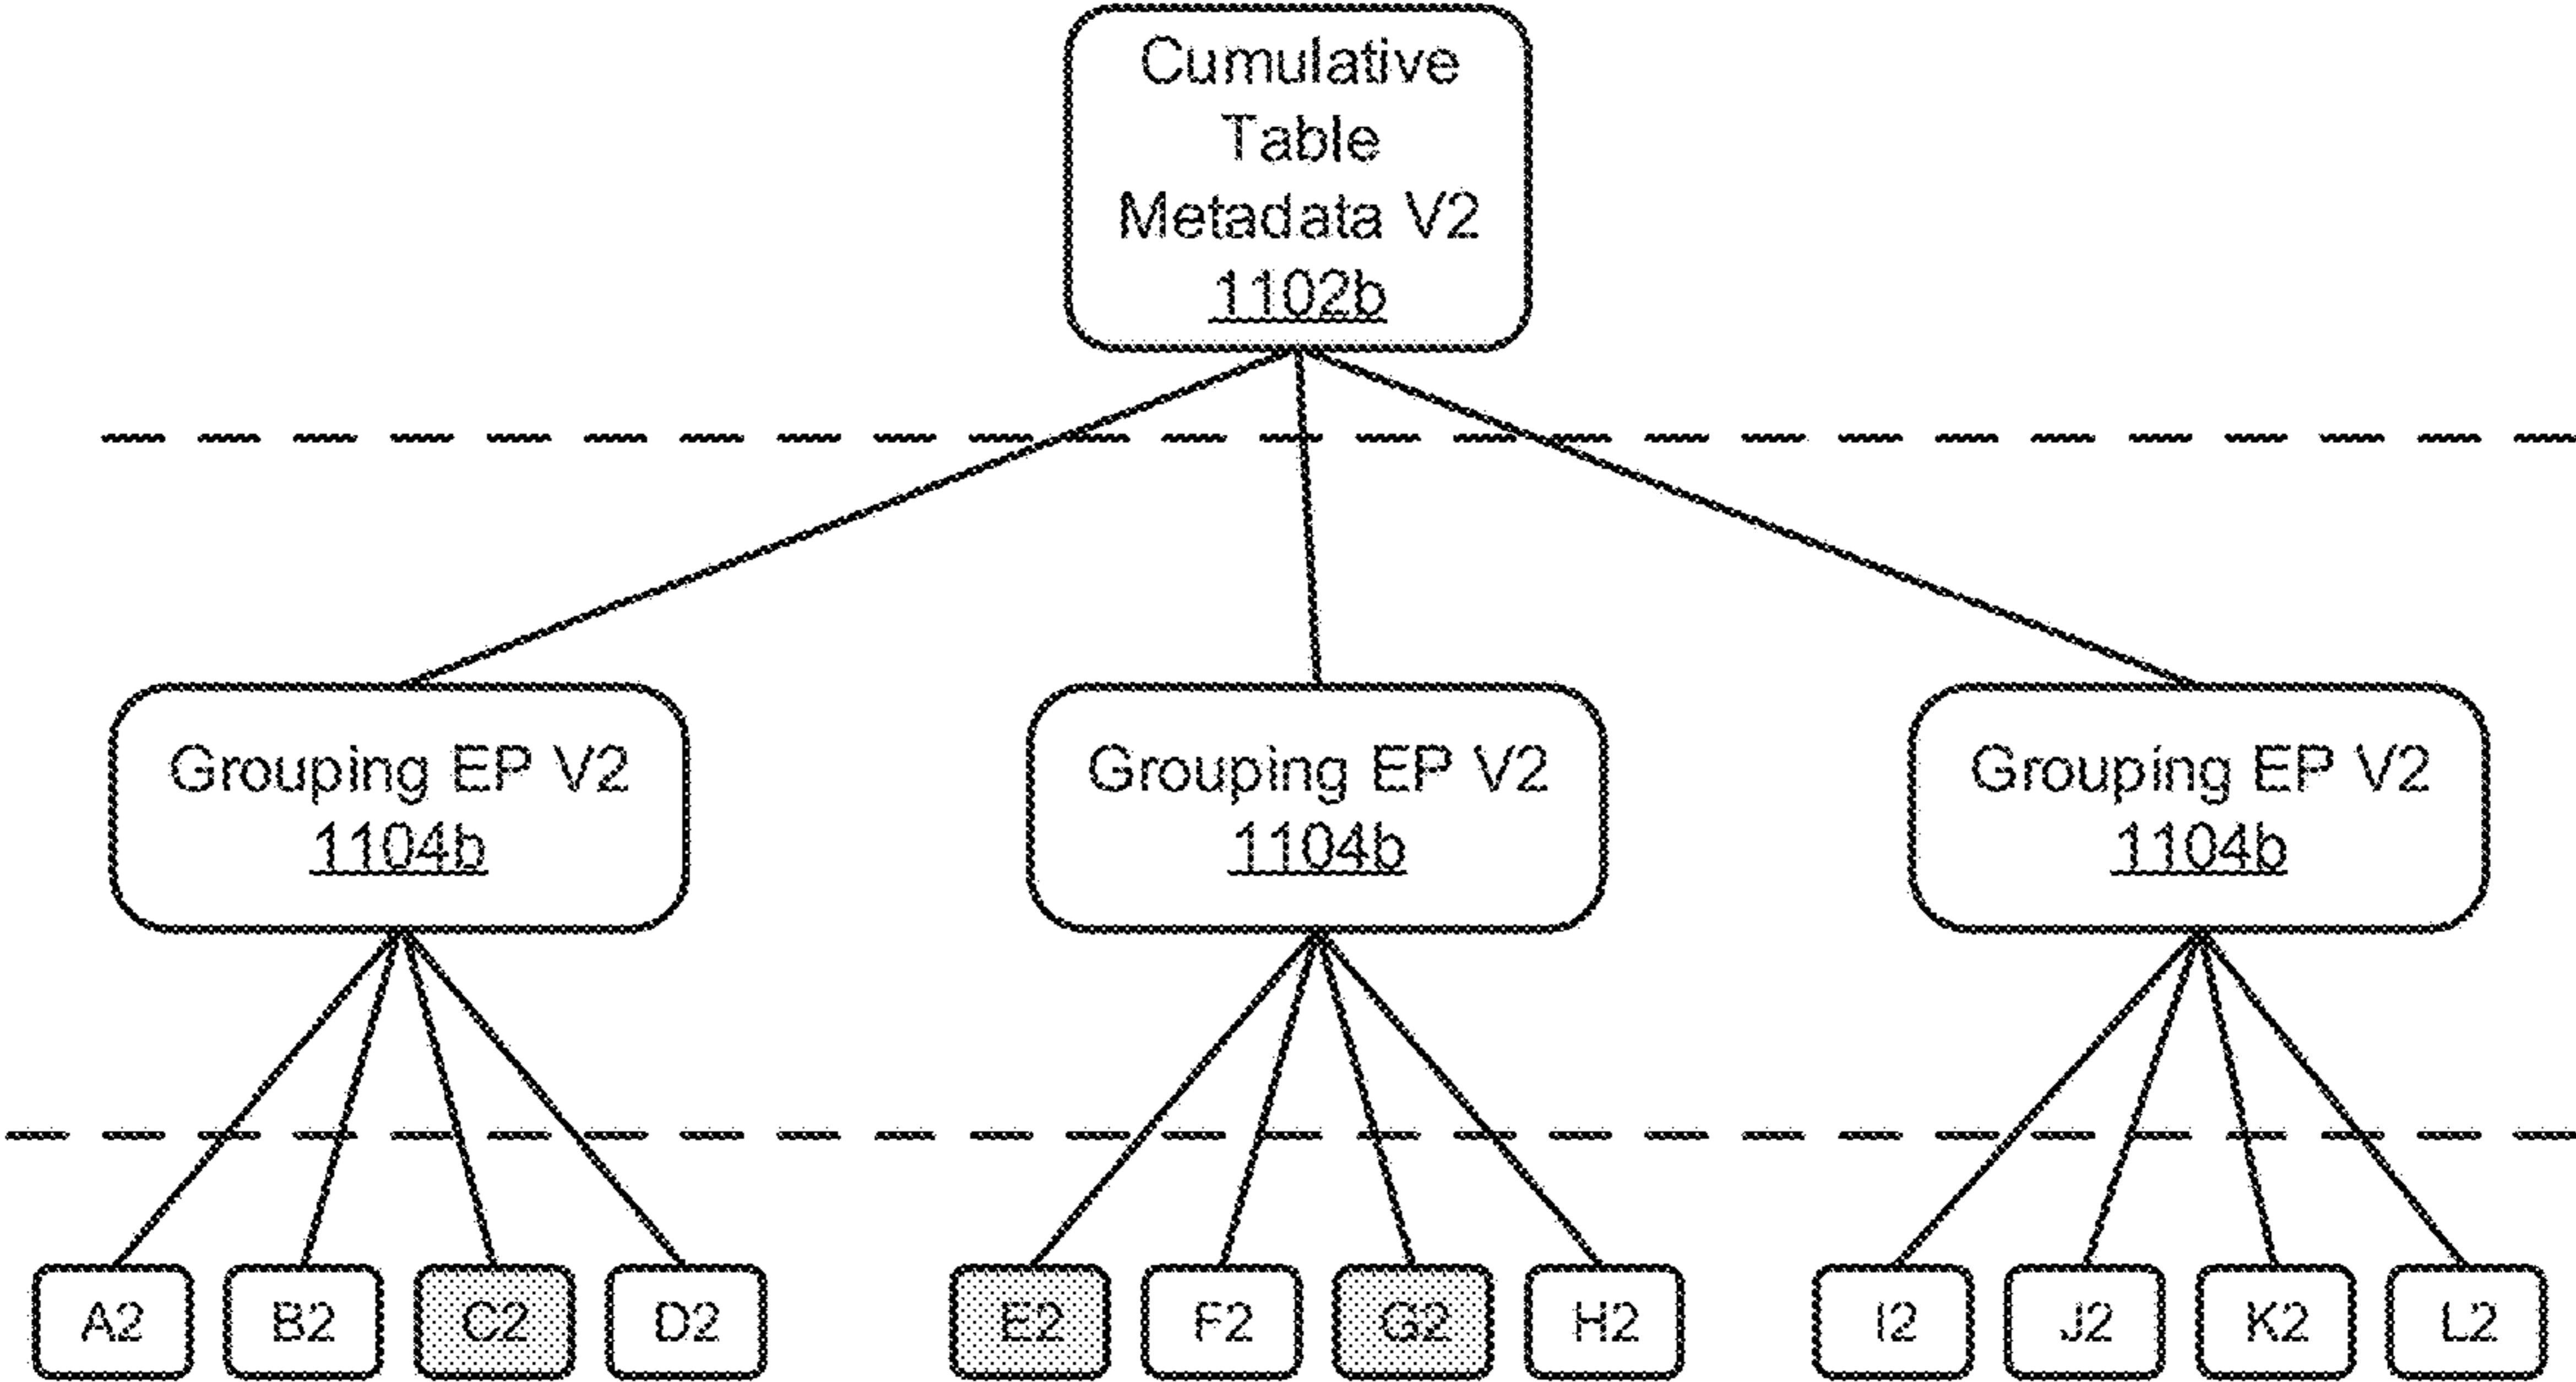 Cumulative
Table
Metadata V2
1102b
Grouping EP V2
1104b
Grouping EP V2
1104b
Grouping EP V2
1104b
A2
B2
C2
D2
E2
F2
G2
H2
I2
J2
K2
L2